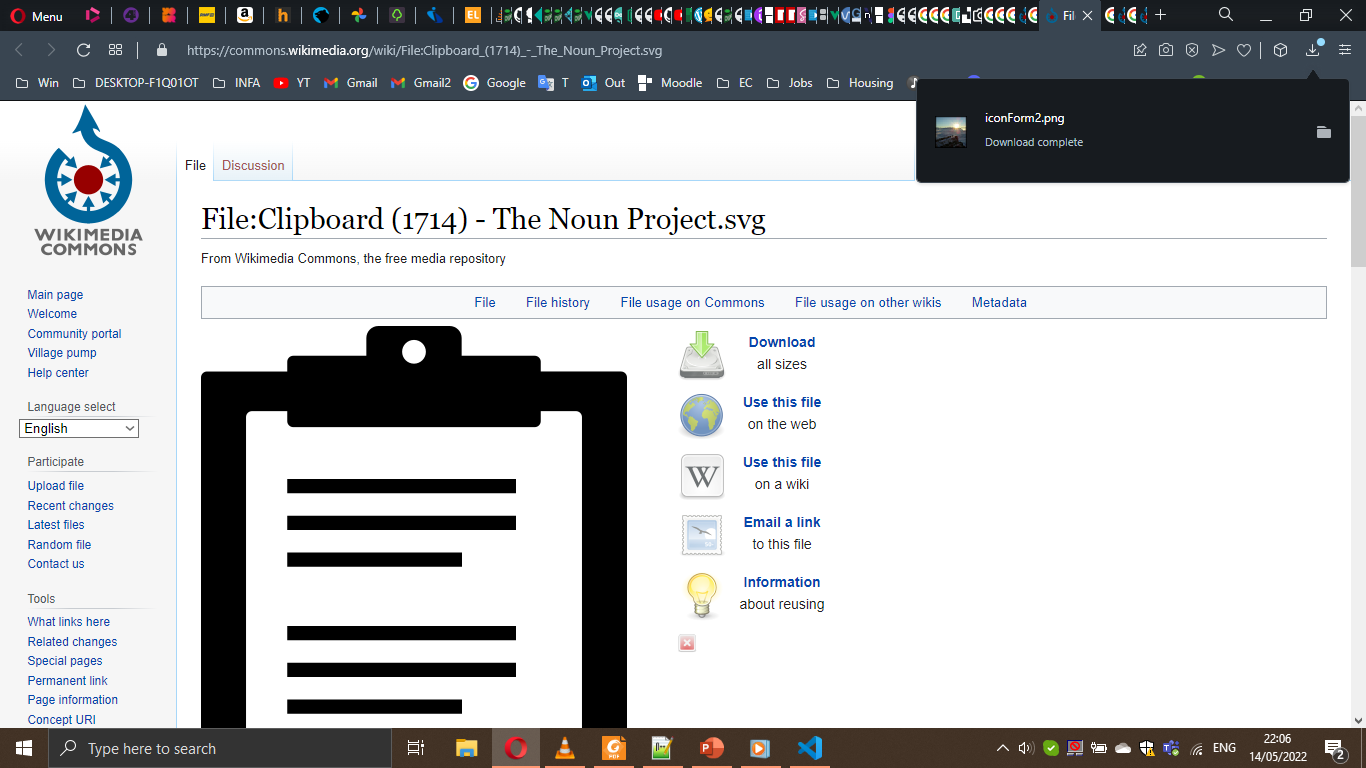 Menu
https://commons.wikimedia.org/wiki/File:Clipboard_(1714)_-_The_Noun_Project.svg
Win DESKTOP-F1Q01OT INFA YT Gmail Gmail2 Google T Out Moodle EC Jobs Housing
iconForm2.png
Download complete
WIKIMEDIA
COMMONS
File Discussion
File:Clipboard (1714) - The Noun Project.svg
From Wikimedia Commons, the free media repository
File File history File usage on Commons File usage on other wikis Metadata
Main page
Welcome
Community portal
Village pump
Help center
Language select
English
Participate
Upload file
Recent changes
Latest files
Random file
Contact us
Tools
What links here
Related changes
Special pages
Permanent link
Page information
Concept URI
Download
all sizes
Use this file
on the web
Use this file
on a wiki
W
Email a link
to this file
Information
about reusing
Type here to search
ENG
22:06
14/05/2022
2